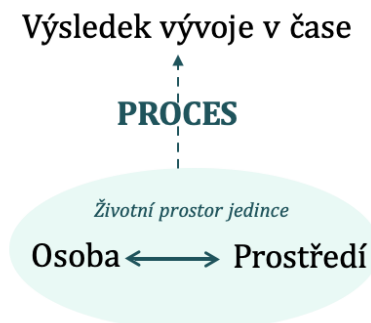 Výsledek vývoje v čase
PROCES
Životní prostor jedince
Osoba Prostředí